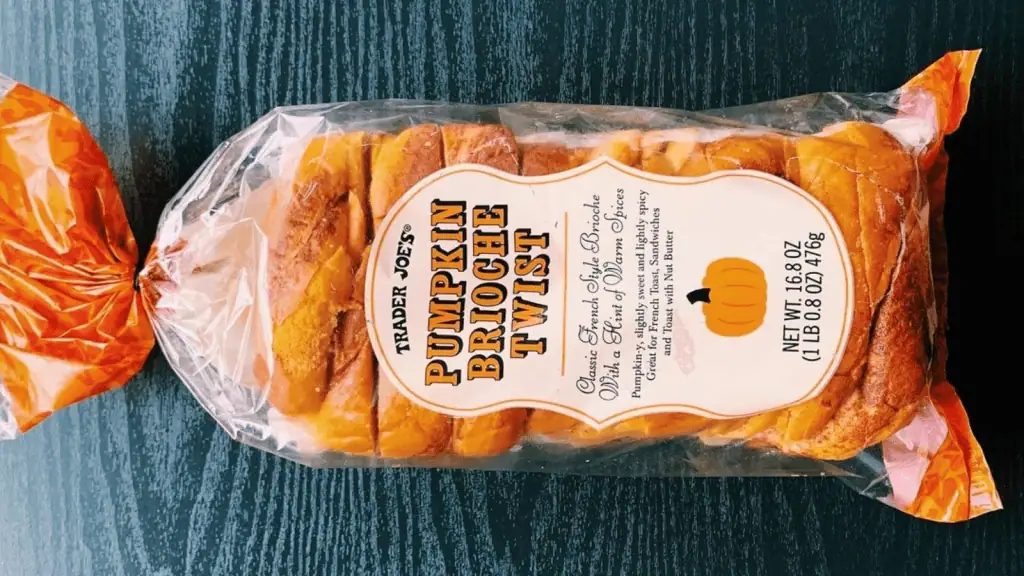 TRADER JOE'S®
PUMPKIN
BRIOCHE
TWIST
Classic French Style Brioche
With a Hint of Warm Spices
Pumpkin-y, slightly sweet and lightly spicy
Great for French Toast, Sandwiches
and Toast with Nut Butter
NET WT. 16.8 OZ
(1 LB 0.8 OZ) 476g